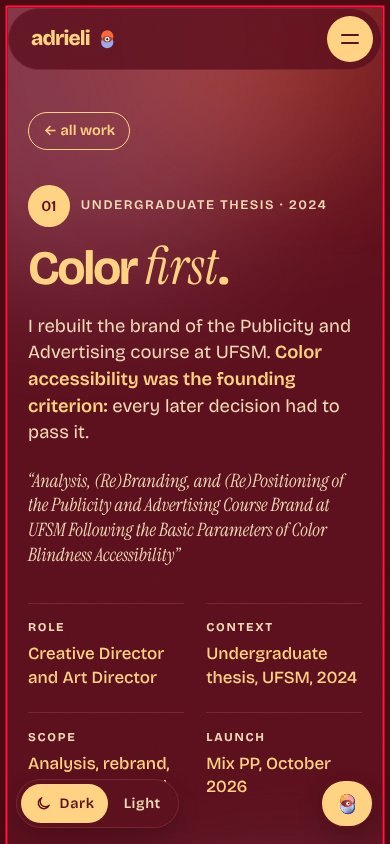 adrieli
← all work
01 UNDERGRADUATE THESIS · 2024
Color first.
I rebuilt the brand of the Publicity and
Advertising course at UFSM. Color
accessibility was the founding
criterion: every later decision had to
pass it.
“Analysis, (Re)Branding, and (Re)Positioning of
the Publicity and Advertising Course Brand at
UFSM Following the Basic Parameters of Color
Blindness Accessibility”
ROLE
Creative Director
and Art Director
CONTEXT
Undergraduate
thesis, UFSM, 2024
SCOPE
Analysis, rebrand,
LAUNCH
Mix PP, October
2026
Dark Light